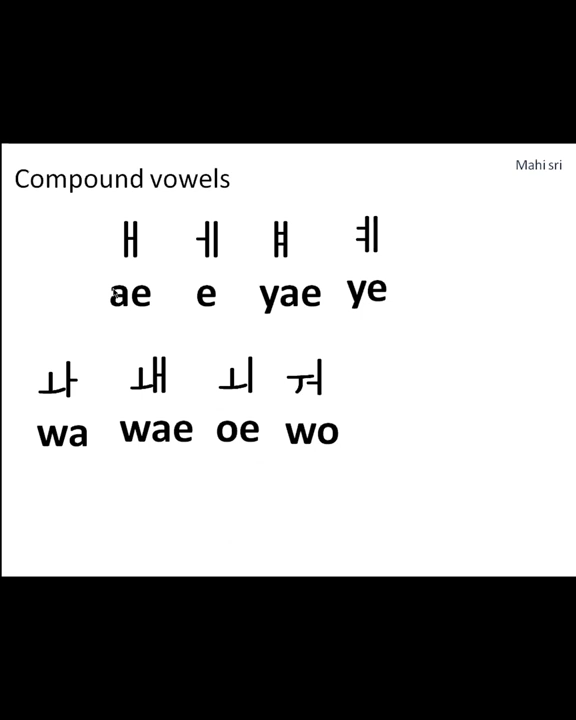 Mahi sri
Compound vowels
ㅐ ㅔ ㅒ ㅖ
ae e yae ye
ㅘ ㅙ ㅚ ㅝ
wa wae oe wo